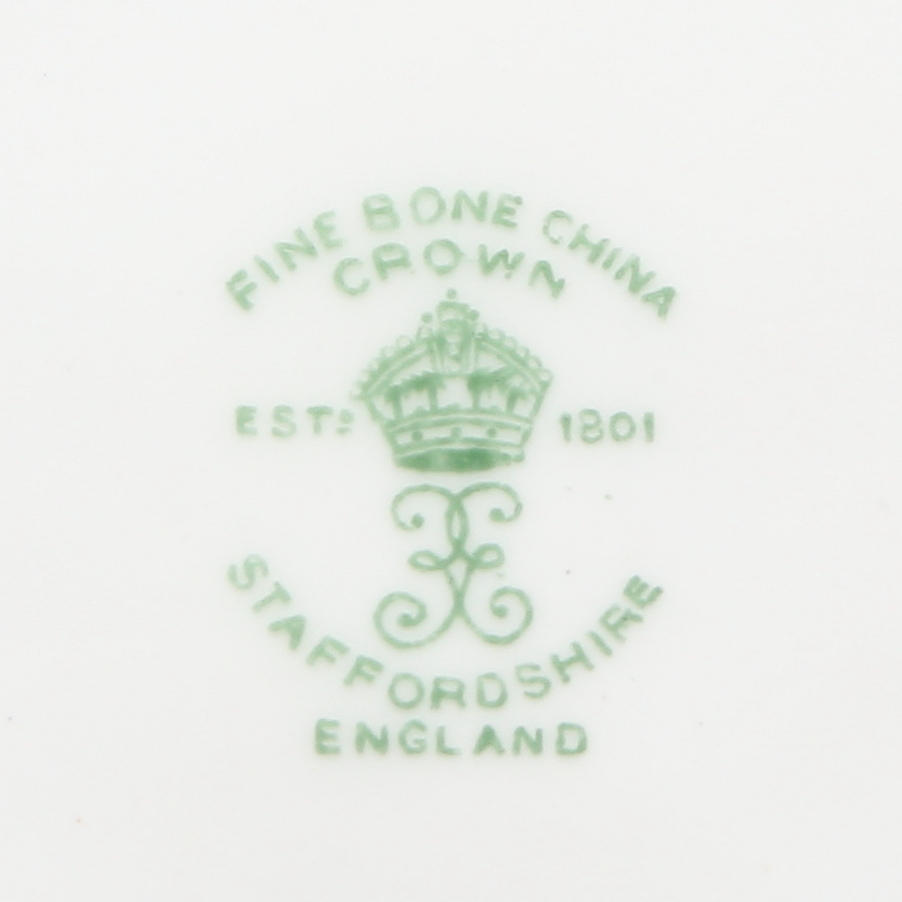 FINE BONE CHINA
CROWN
ESTD 1801
STAFFORDSHIRE
ENGLAND